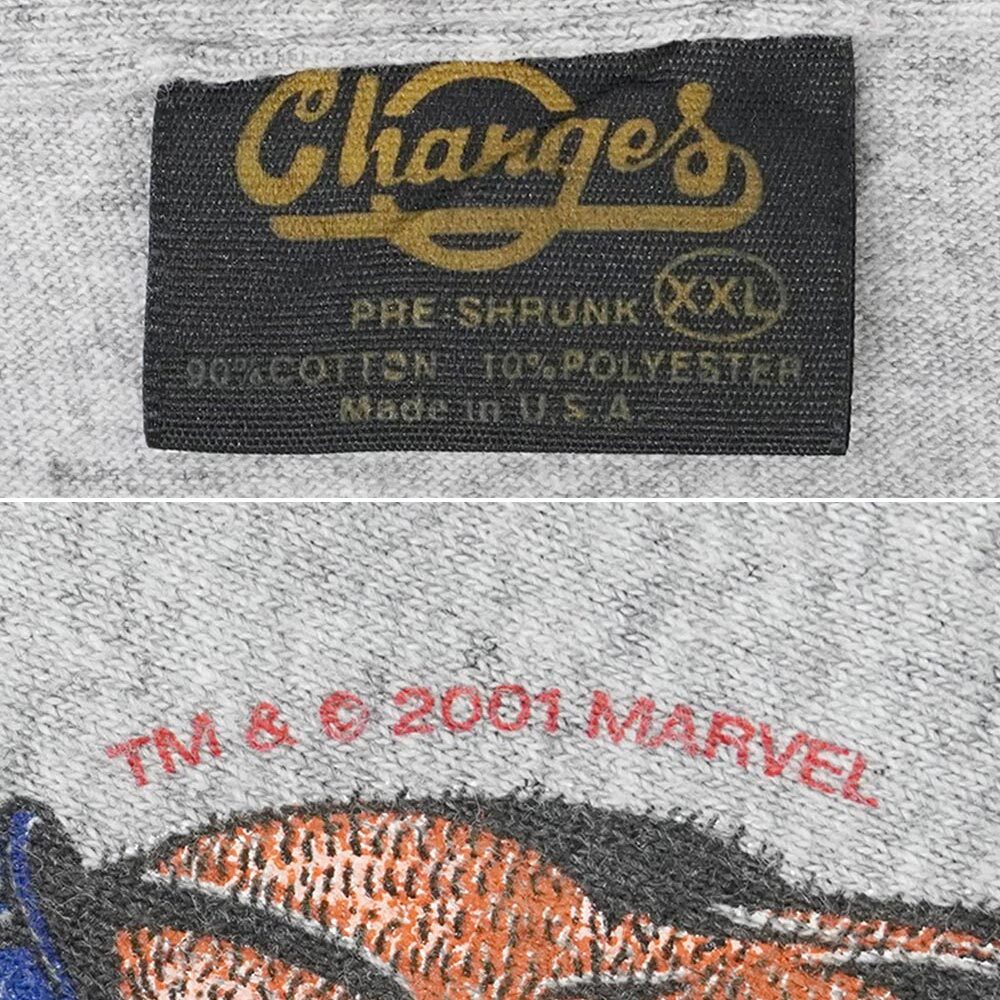 Changes
PRE-SHRUNK XXL
90% COTTON 10% POLYESTER
Made in U.S.A.
TM & © 2001 MARVEL